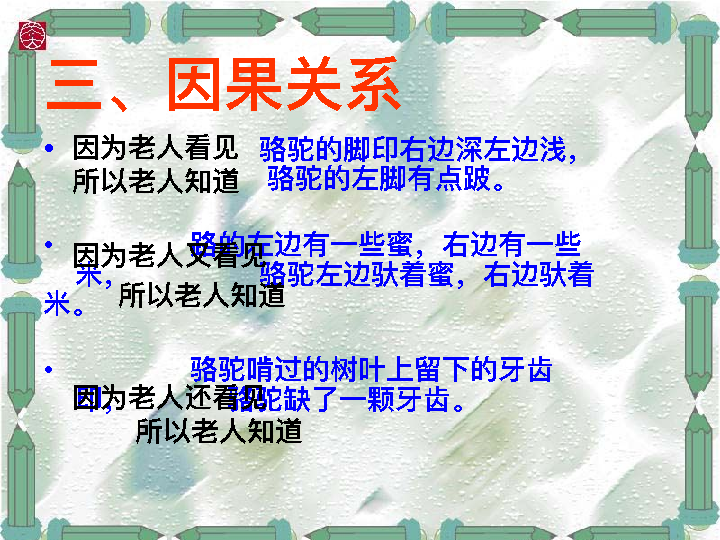 三、因果关系
• 因为老人看见 骆驼的脚印右边深左边浅，
所以老人知道 骆驼的左脚有点跛。
• 因为老人又看见 路的左边有一些蜜，右边有一些
米， 骆驼左边驮着蜜，右边驮着
米。 所以老人知道
• 骆驼啃过的树叶上留下的牙齿
因为老人还看见 印， 骆驼缺了一颗牙齿。
所以老人知道